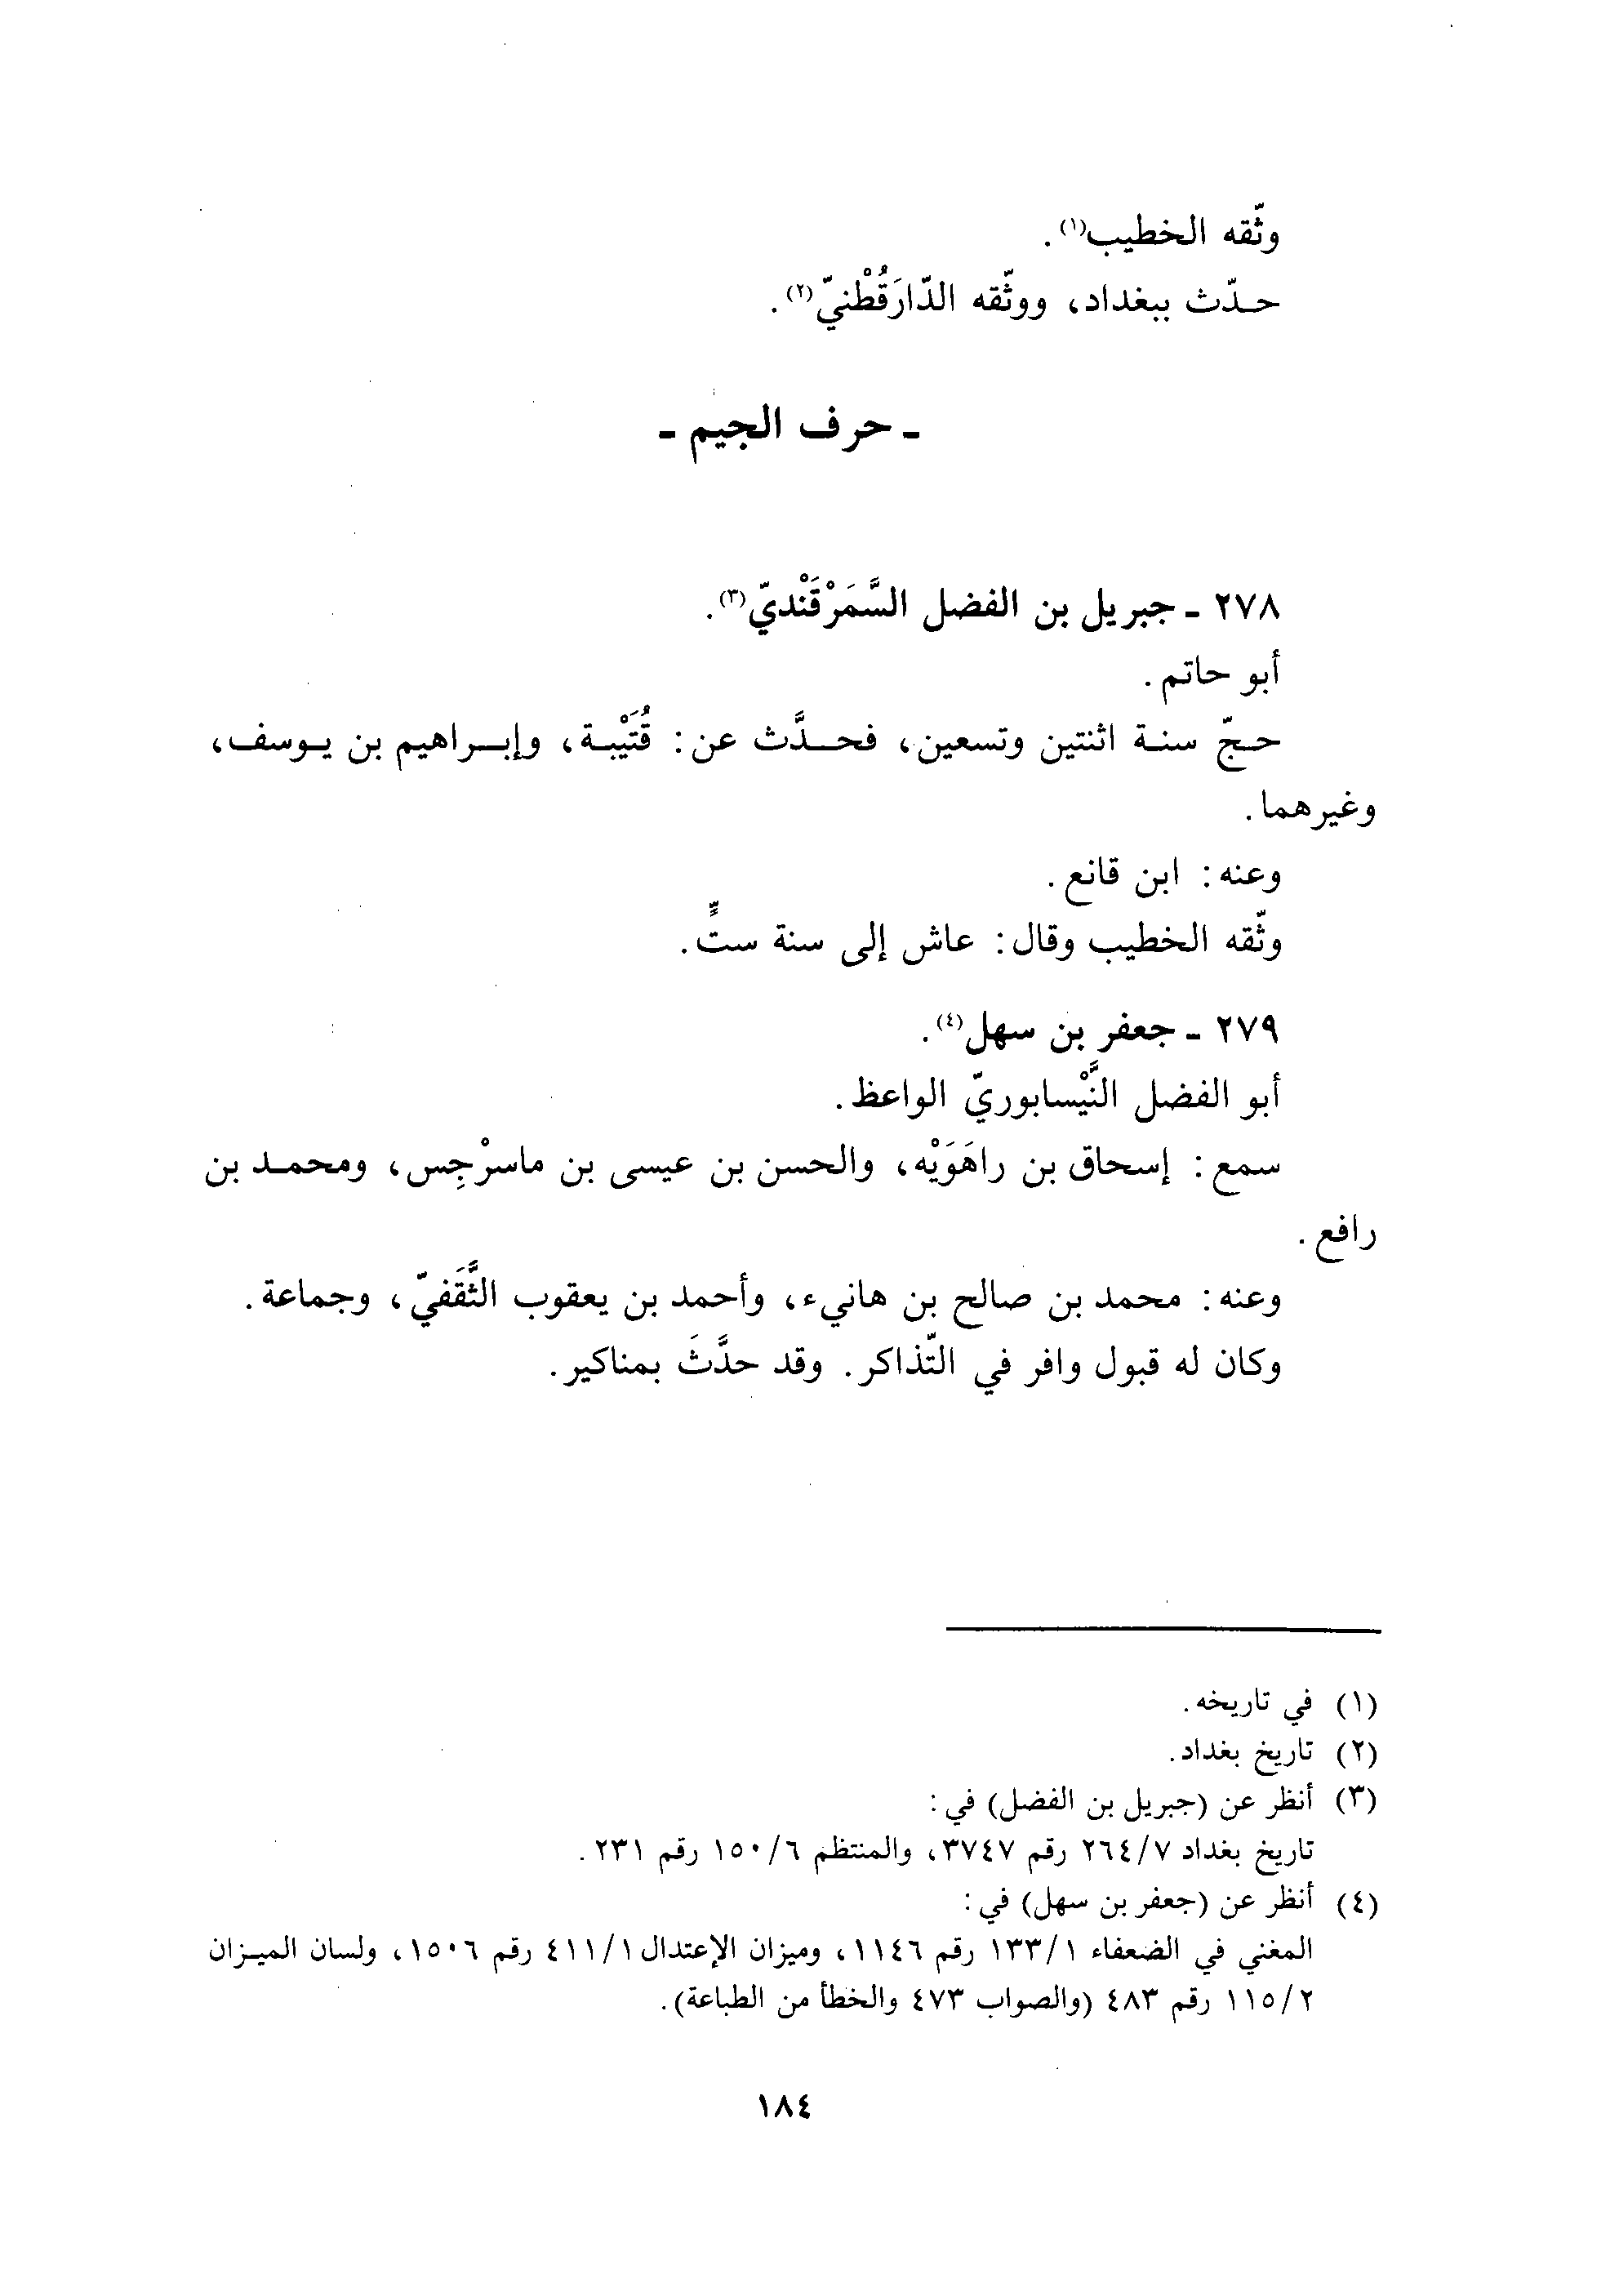 وثّقه الخطيب(١).
حدّث ببغداد، ووثّقه الدّارَقُطْنيّ(٢).
ـ حرف الجيم ـ
٢٧٨ ـ جبريل بن الفضل السَّمَرْقَنْديّ(٣).
أبو حاتم.
حجّ سنة اثنتين وتسعين، فحدَّث عن: قُتَيْبة، وإبراهيم بن يوسف،
وغيرهما.
وعنه: ابن قانع.
وثّقه الخطيب وقال: عاش إلى سنة ستٍّ.
٢٧٩ ـ جعفر بن سهل(٤).
أبو الفضل النَّيْسابوريّ الواعظ.
سمع: إسحاق بن راهَوَيْه، والحسن بن عيسى بن ماسرْجِس، ومحمد بن
رافع.
وعنه: محمد بن صالح بن هانيء، وأحمد بن يعقوب الثَّقَفيّ، وجماعة.
وكان له قبول وافر في التّذاكر. وقد حدَّثَ بمناكير.
(١) في تاريخه.
(٢) تاريخ بغداد.
(٣) أنظر عن (جبريل بن الفضل) في:
تاريخ بغداد ٢٦٤/٧ رقم ٣٧٤٧، والمنتظم ١٥٠/٦ رقم ٢٣١.
(٤) أنظر عن (جعفر بن سهل) في:
المغني في الضعفاء ١٣٣/١ رقم ١١٤٦، وميزان الإعتدال ٤١١/١ رقم ١٥٠٦، ولسان الميزان
١١٥/٢ رقم ٤٨٣ (والصواب ٤٧٣ والخطأ من الطباعة).
١٨٤